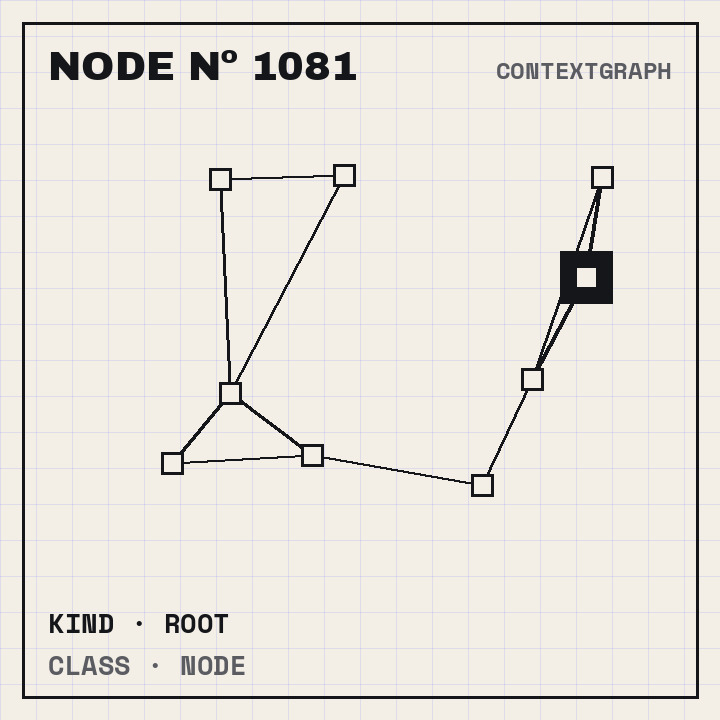 NODE Nº 1081
CONTEXTGRAPH
KIND · ROOT
CLASS · NODE